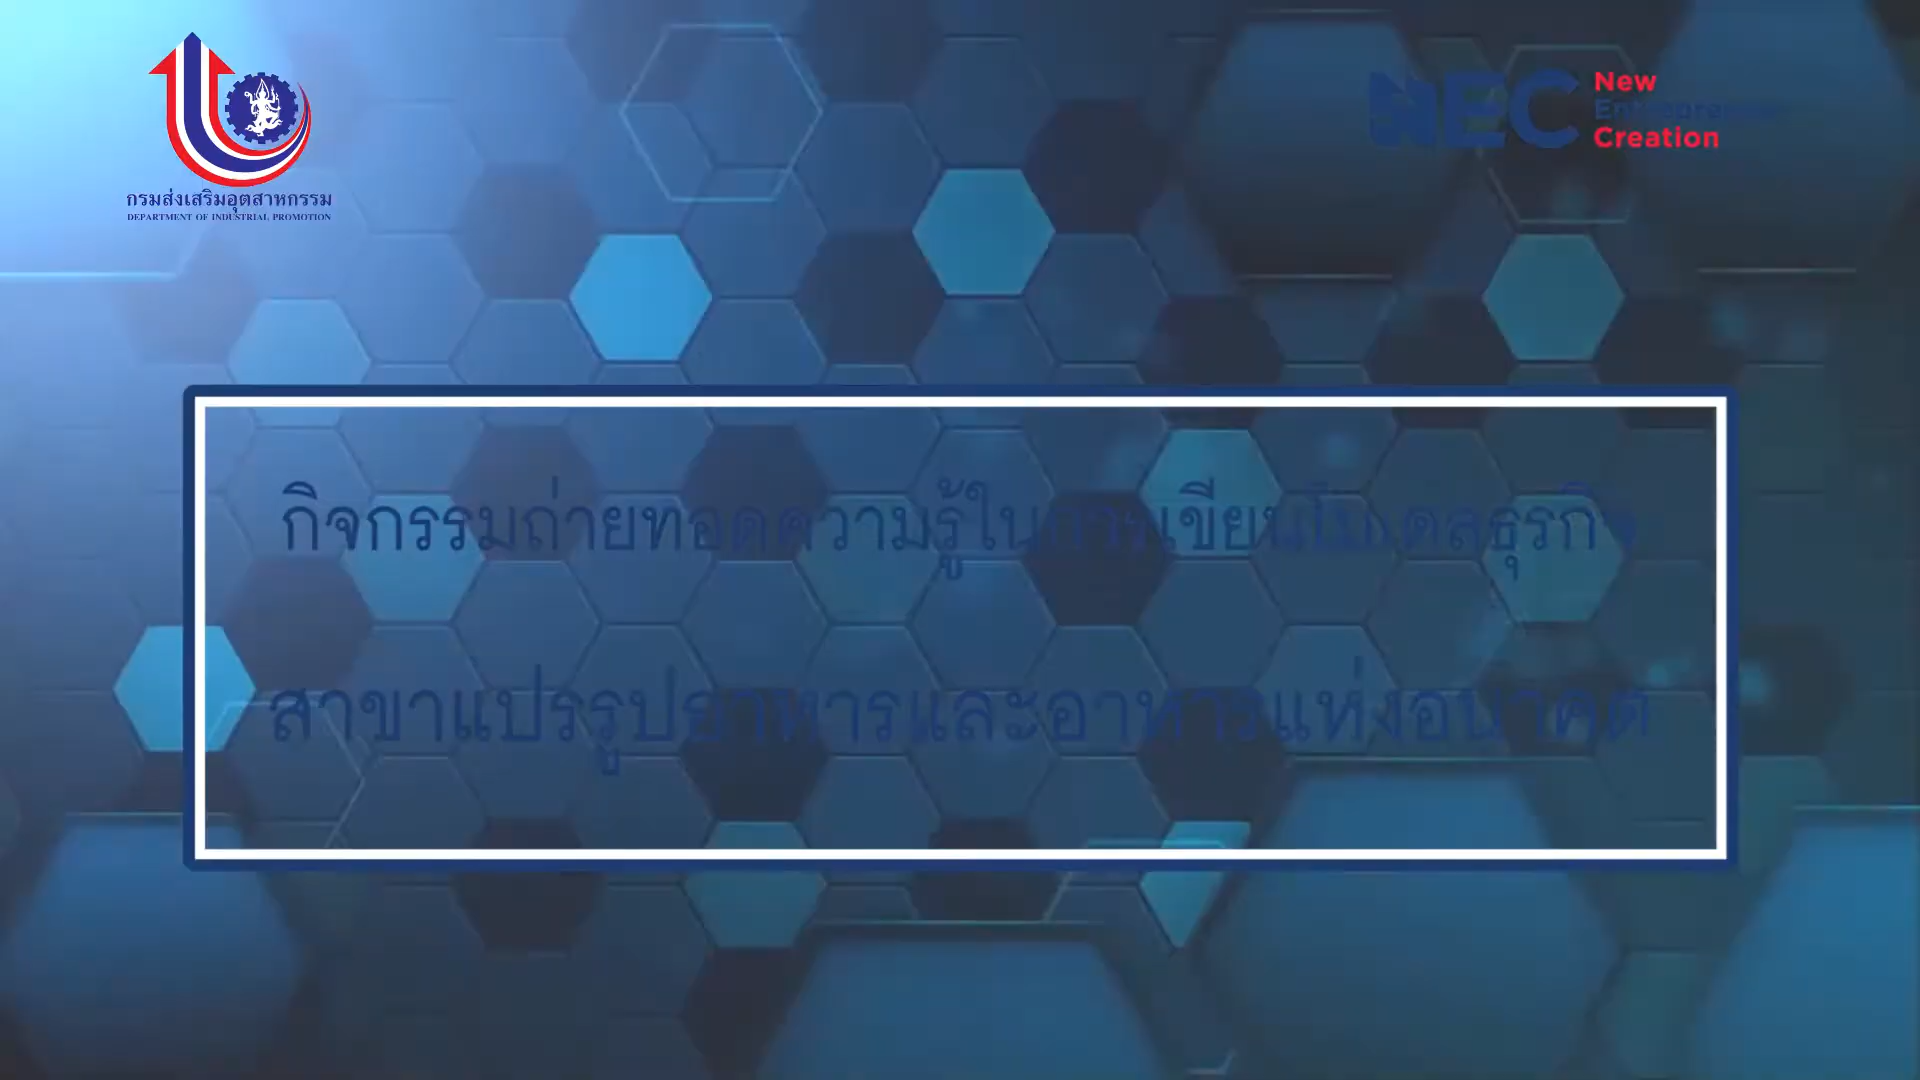 กรมส่งเสริมอุตสาหกรรม
DEPARTMENT OF INDUSTRIAL PROMOTION
NEC
New
Entrepreneur
Creation
กิจกรรมถ่ายทอดความรู้ในการเขียนโมเดลธุรกิจ
สาขาแปรรูปอาหารและอาหารแห่งอนาคต